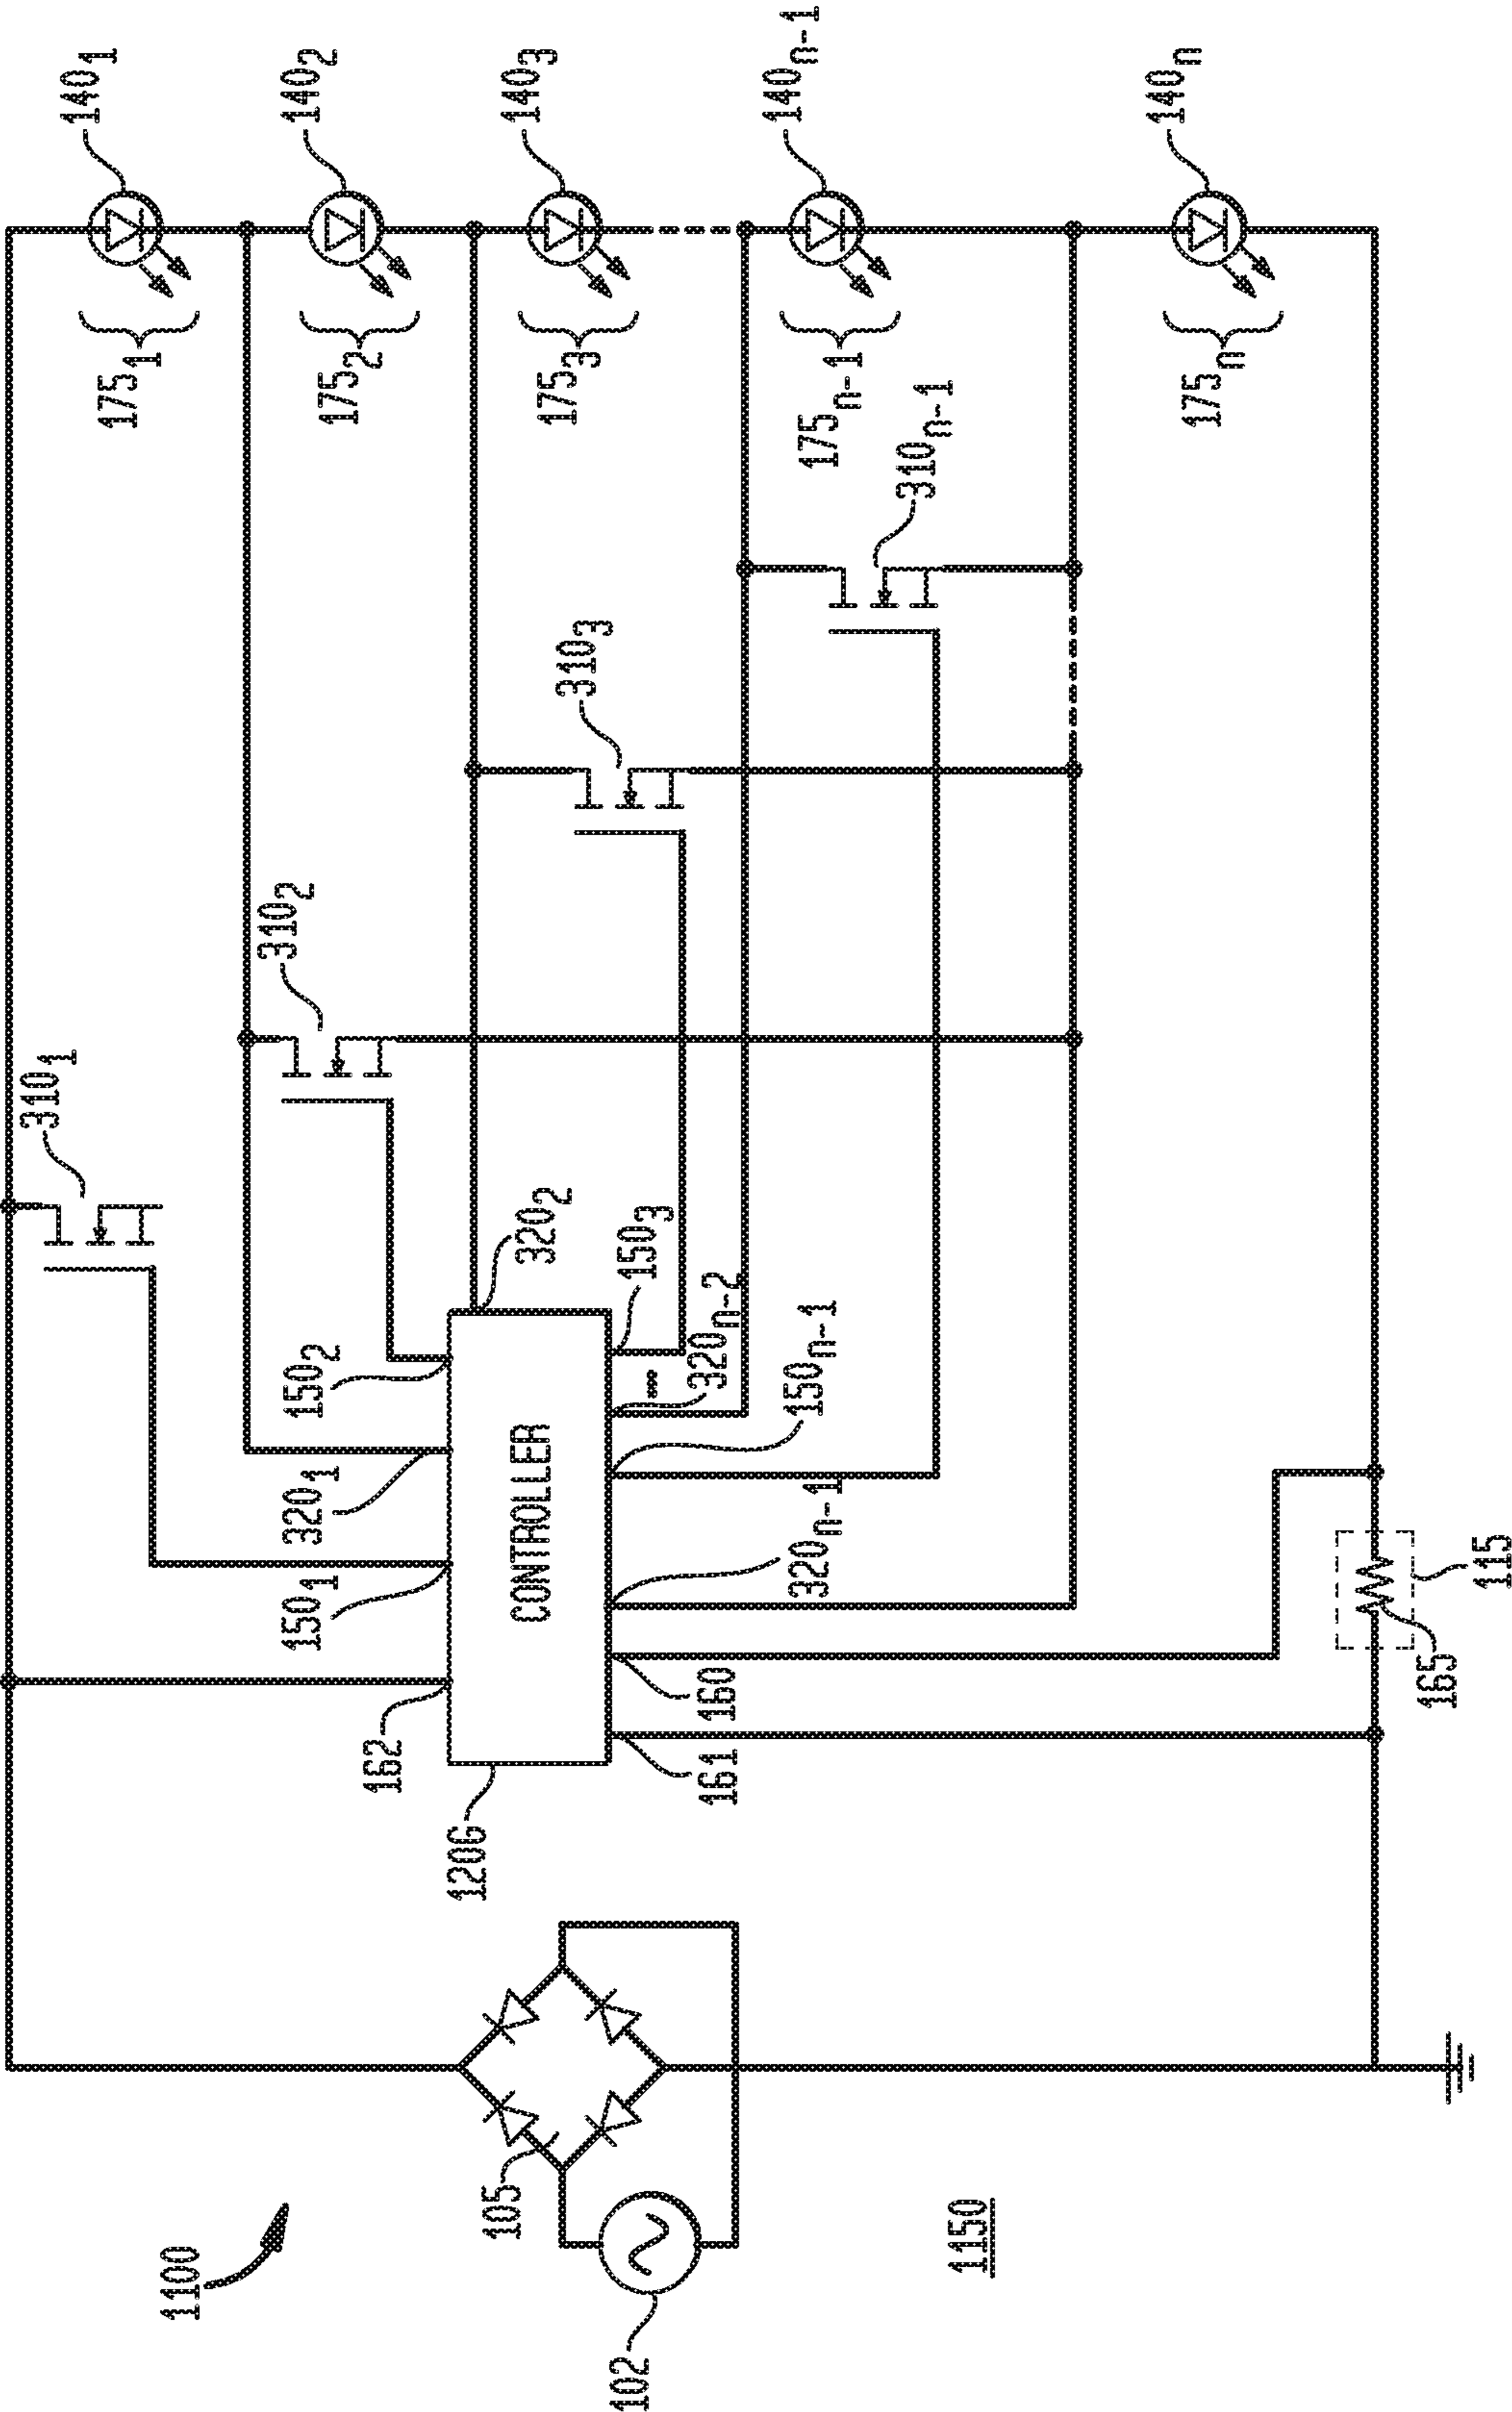 1100
1150
102
105
120G
CONTROLLER
162
150₁
320₁
150₂
320₂
150₃
320ₙ₋₂
150ₙ₋₁
320ₙ₋₁
160
161
310₁
310₂
310₃
310ₙ₋₁
140₁
175₁
140₂
175₂
140₃
175₃
140ₙ₋₁
175ₙ₋₁
140ₙ
175ₙ
115
165